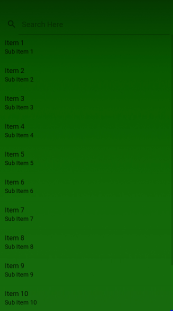 Search here
Item 1
Sub Item 1
Item 2
Sub Item 2
Item 3
Sub Item 3
Item 4
Sub Item 4
Item 5
Sub Item 5
Item 6
Sub Item 6
Item 7
Sub Item 7
Item 8
Sub Item 8
Item 9
Sub Item 9
Item 10
Sub Item 10